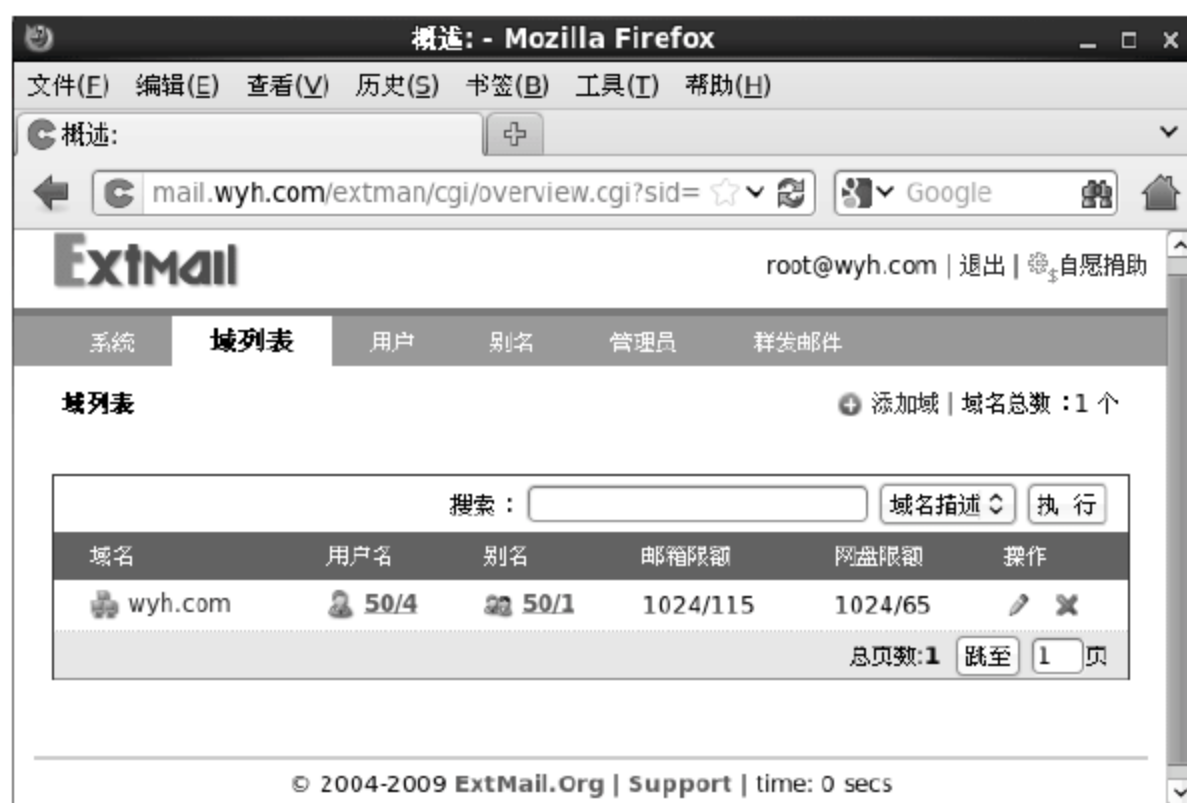 概述: - Mozilla Firefox
文件(F) 编辑(E) 查看(V) 历史(S) 书签(B) 工具(T) 帮助(H)
概述:
mail.wyh.com/extman/cgi/overview.cgi?sid= Google
ExtMail
root@wyh.com | 退出 | $自愿捐助
系统 域列表 用户 别名 管理员 群发邮件
域列表 添加域 | 域名总数 :1 个
搜索 : 域名描述 执 行
域名 用户名 别名 邮箱限额 网盘限额 操作
wyh.com 50/4 50/1 1024/115 1024/65
总页数:1 跳至 1 页
© 2004-2009 ExtMail.Org | Support | time: 0 secs